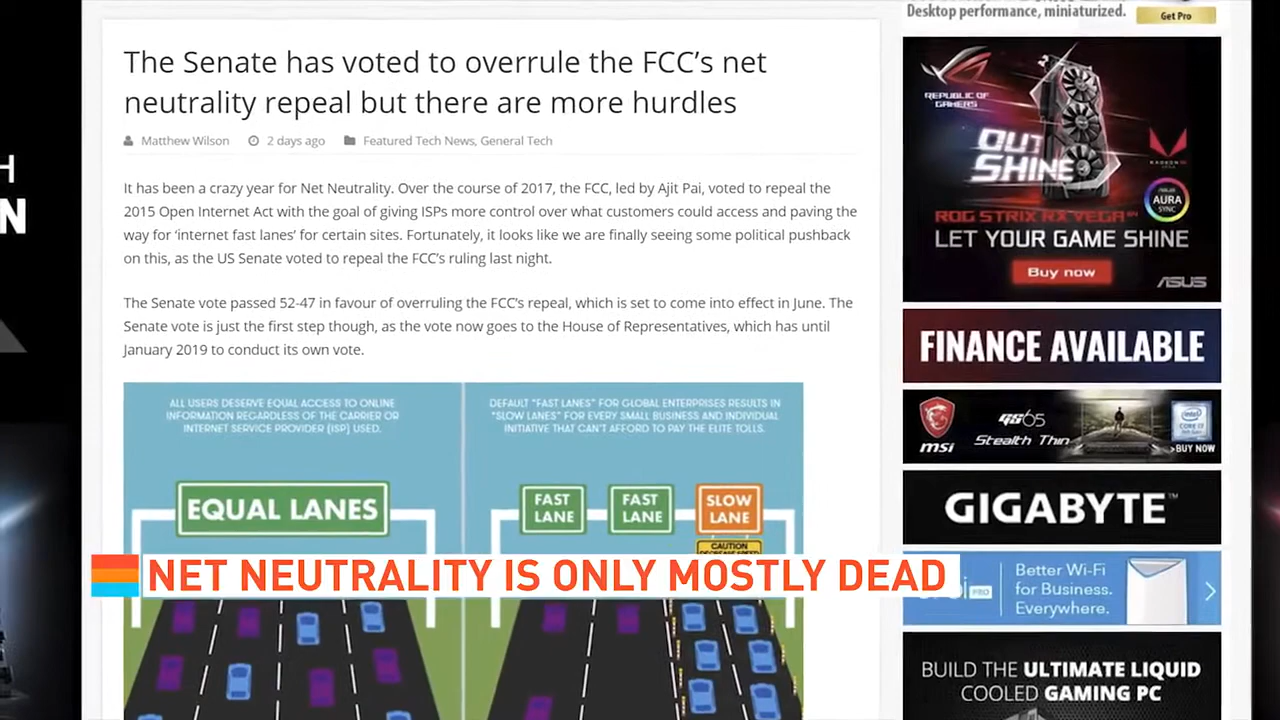 Desktop performance, miniaturized.
Get Pro
The Senate has voted to overrule the FCC’s net
neutrality repeal but there are more hurdles
Matthew Wilson
2 days ago
Featured Tech News, General Tech
It has been a crazy year for Net Neutrality. Over the course of 2017, the FCC, led by Ajit Pai, voted to repeal the
2015 Open Internet Act with the goal of giving ISPs more control over what customers could access and paving the
way for ‘internet fast lanes’ for certain sites. Fortunately, it looks like we are finally seeing some political pushback
on this, as the US Senate voted to repeal the FCC’s ruling last night.
The Senate vote passed 52-47 in favour of overruling the FCC’s repeal, which is set to come into effect in June. The
Senate vote is just the first step though, as the vote now goes to the House of Representatives, which has until
January 2019 to conduct its own vote.
ALL USERS DESERVE EQUAL ACCESS TO ONLINE
INFORMATION REGARDLESS OF THE CARRIER OR
INTERNET SERVICE PROVIDER (ISP) USED.
DEFAULT "FAST LANES" FOR GLOBAL ENTERPRISES RESULTS IN
"SLOW LANES" FOR EVERY SMALL BUSINESS AND INDIVIDUAL
INITIATIVE THAT CAN'T AFFORD TO PAY THE ELITE TOLLS.
EQUAL LANES
FAST
LANE
FAST
LANE
SLOW
LANE
CAUTION
NET NEUTRALITY IS ONLY MOSTLY DEAD
H
N
REPUBLIC OF
GAMERS
OUT
SHINE
RADEON RX
VEGA
ASUS
AURA
SYNC
ROG STRIX RX VEGA64
LET YOUR GAME SHINE
Buy now
ASUS
FINANCE AVAILABLE
msi
GS65
Stealth Thin
intel
CORE i7
>BUY NOW
GIGABYTE™
PRO
Better Wi-Fi
for Business.
Everywhere.
BUILD THE ULTIMATE LIQUID
COOLED GAMING PC